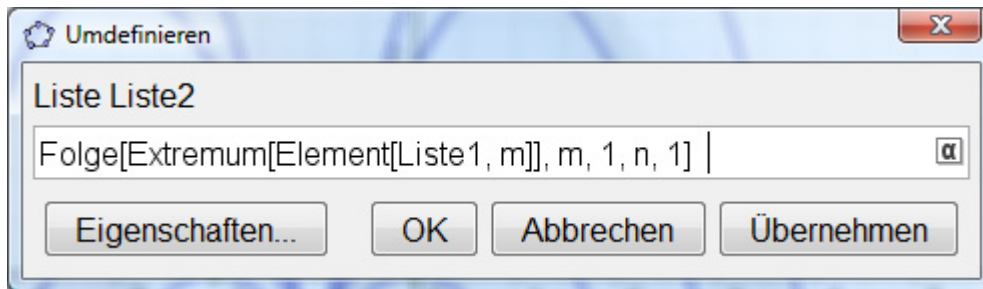 Umdefinieren
Liste Liste2
Folge[Extremum[Element[Liste1, m]], m, 1, n, 1]
α
Eigenschaften... OK Abbrechen Übernehmen